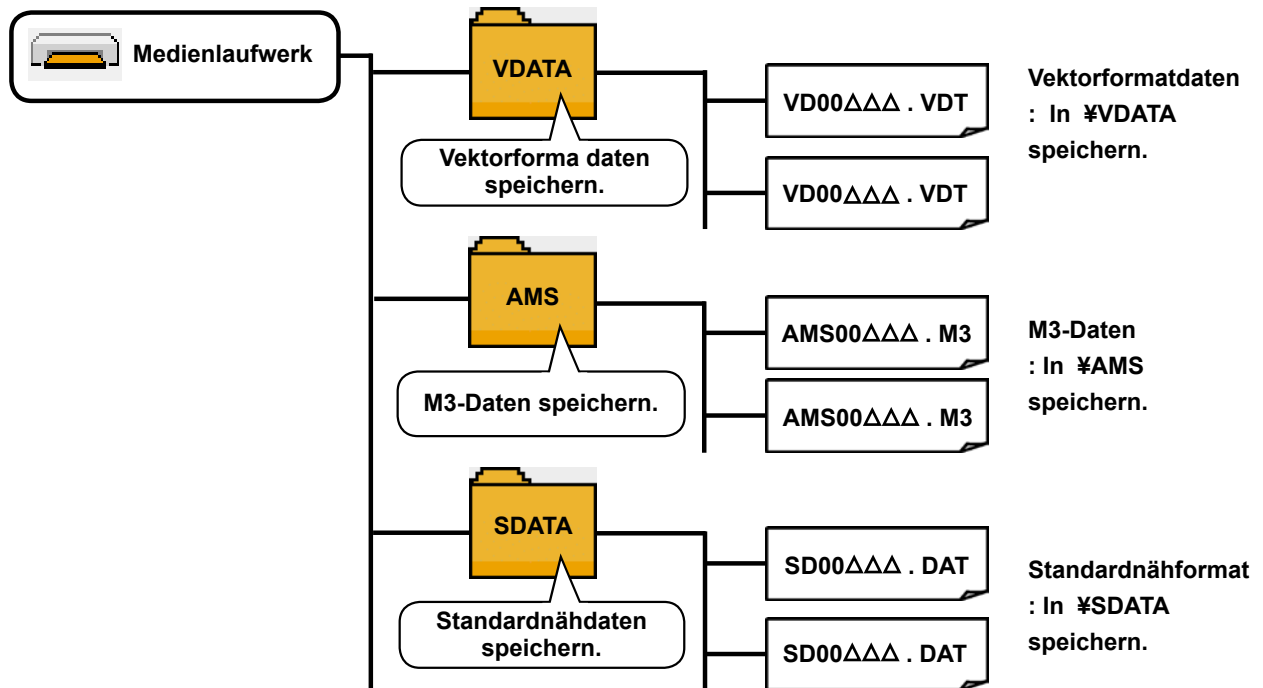 Medienlaufwerk
VDATA
Vektorforma daten
speichern.
VD00△△△ . VDT
VD00△△△ . VDT
Vektorformatdaten
: In ¥VDATA
speichern.
AMS
M3-Daten speichern.
AMS00△△△ . M3
AMS00△△△ . M3
M3-Daten
: In ¥AMS
speichern.
SDATA
Standardnähdaten
speichern.
SD00△△△ . DAT
SD00△△△ . DAT
Standardnähformat
: In ¥SDATA
speichern.